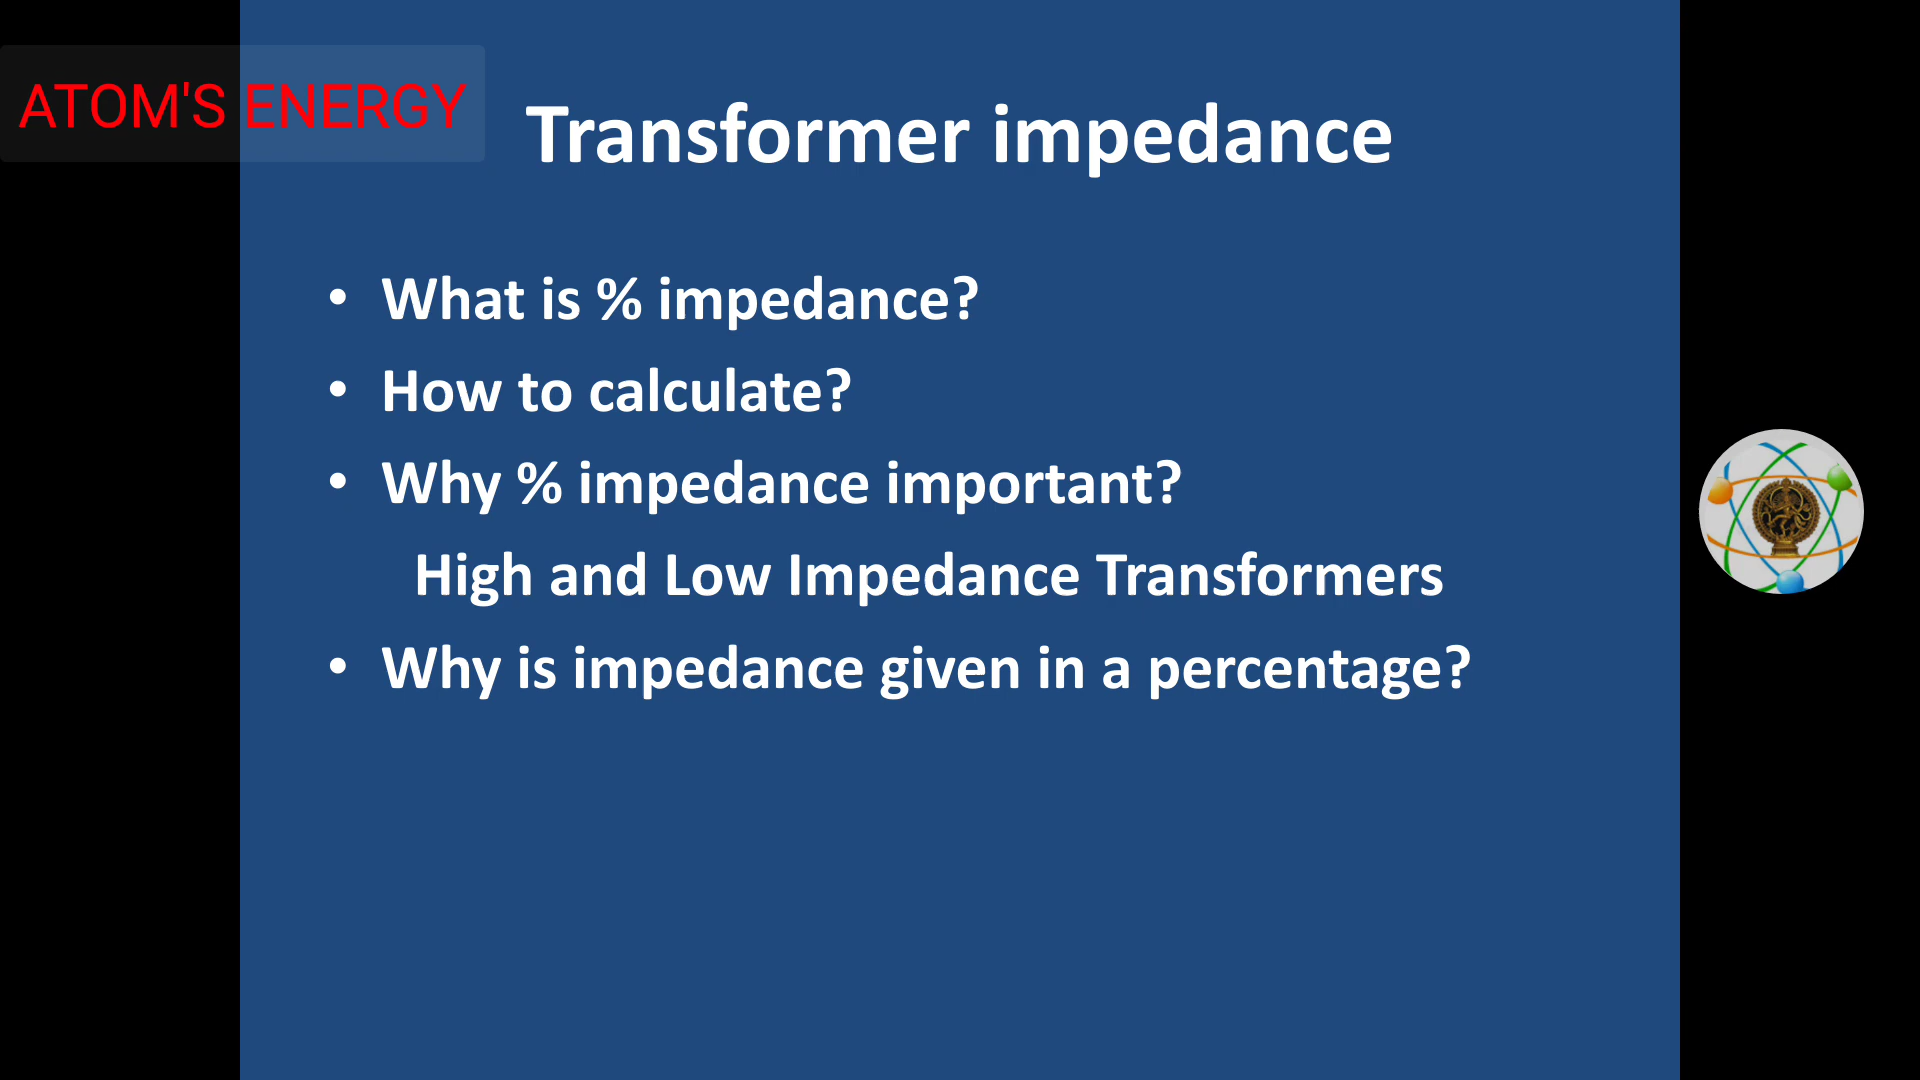 ATOM'S ENERGY
Transformer impedance
• What is % impedance?
• How to calculate?
• Why % impedance important?
High and Low Impedance Transformers
• Why is impedance given in a percentage?